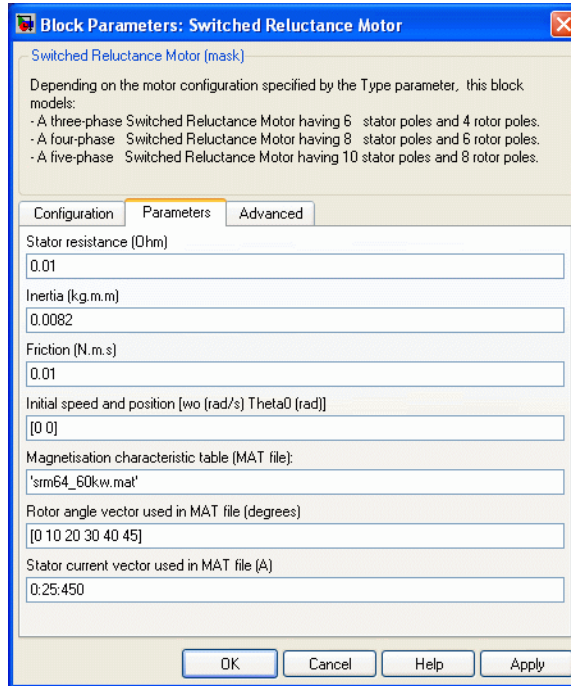 Block Parameters: Switched Reluctance Motor
Switched Reluctance Motor (mask)
Depending on the motor configuration specified by the Type parameter, this block
models:
- A three-phase Switched Reluctance Motor having 6 stator poles and 4 rotor poles.
- A four-phase Switched Reluctance Motor having 8 stator poles and 6 rotor poles.
- A five-phase Switched Reluctance Motor having 10 stator poles and 8 rotor poles.
Configuration Parameters Advanced
Stator resistance (Ohm)
0.01
Inertia (kg.m.m)
0.0082
Friction (N.m.s)
0.01
Initial speed and position [wo (rad/s) Theta0 (rad)]
[0 0]
Magnetisation characteristic table (MAT file):
'srm64_60kw.mat'
Rotor angle vector used in MAT file (degrees)
[0 10 20 30 40 45]
Stator current vector used in MAT file (A)
0:25:450
OK Cancel Help Apply